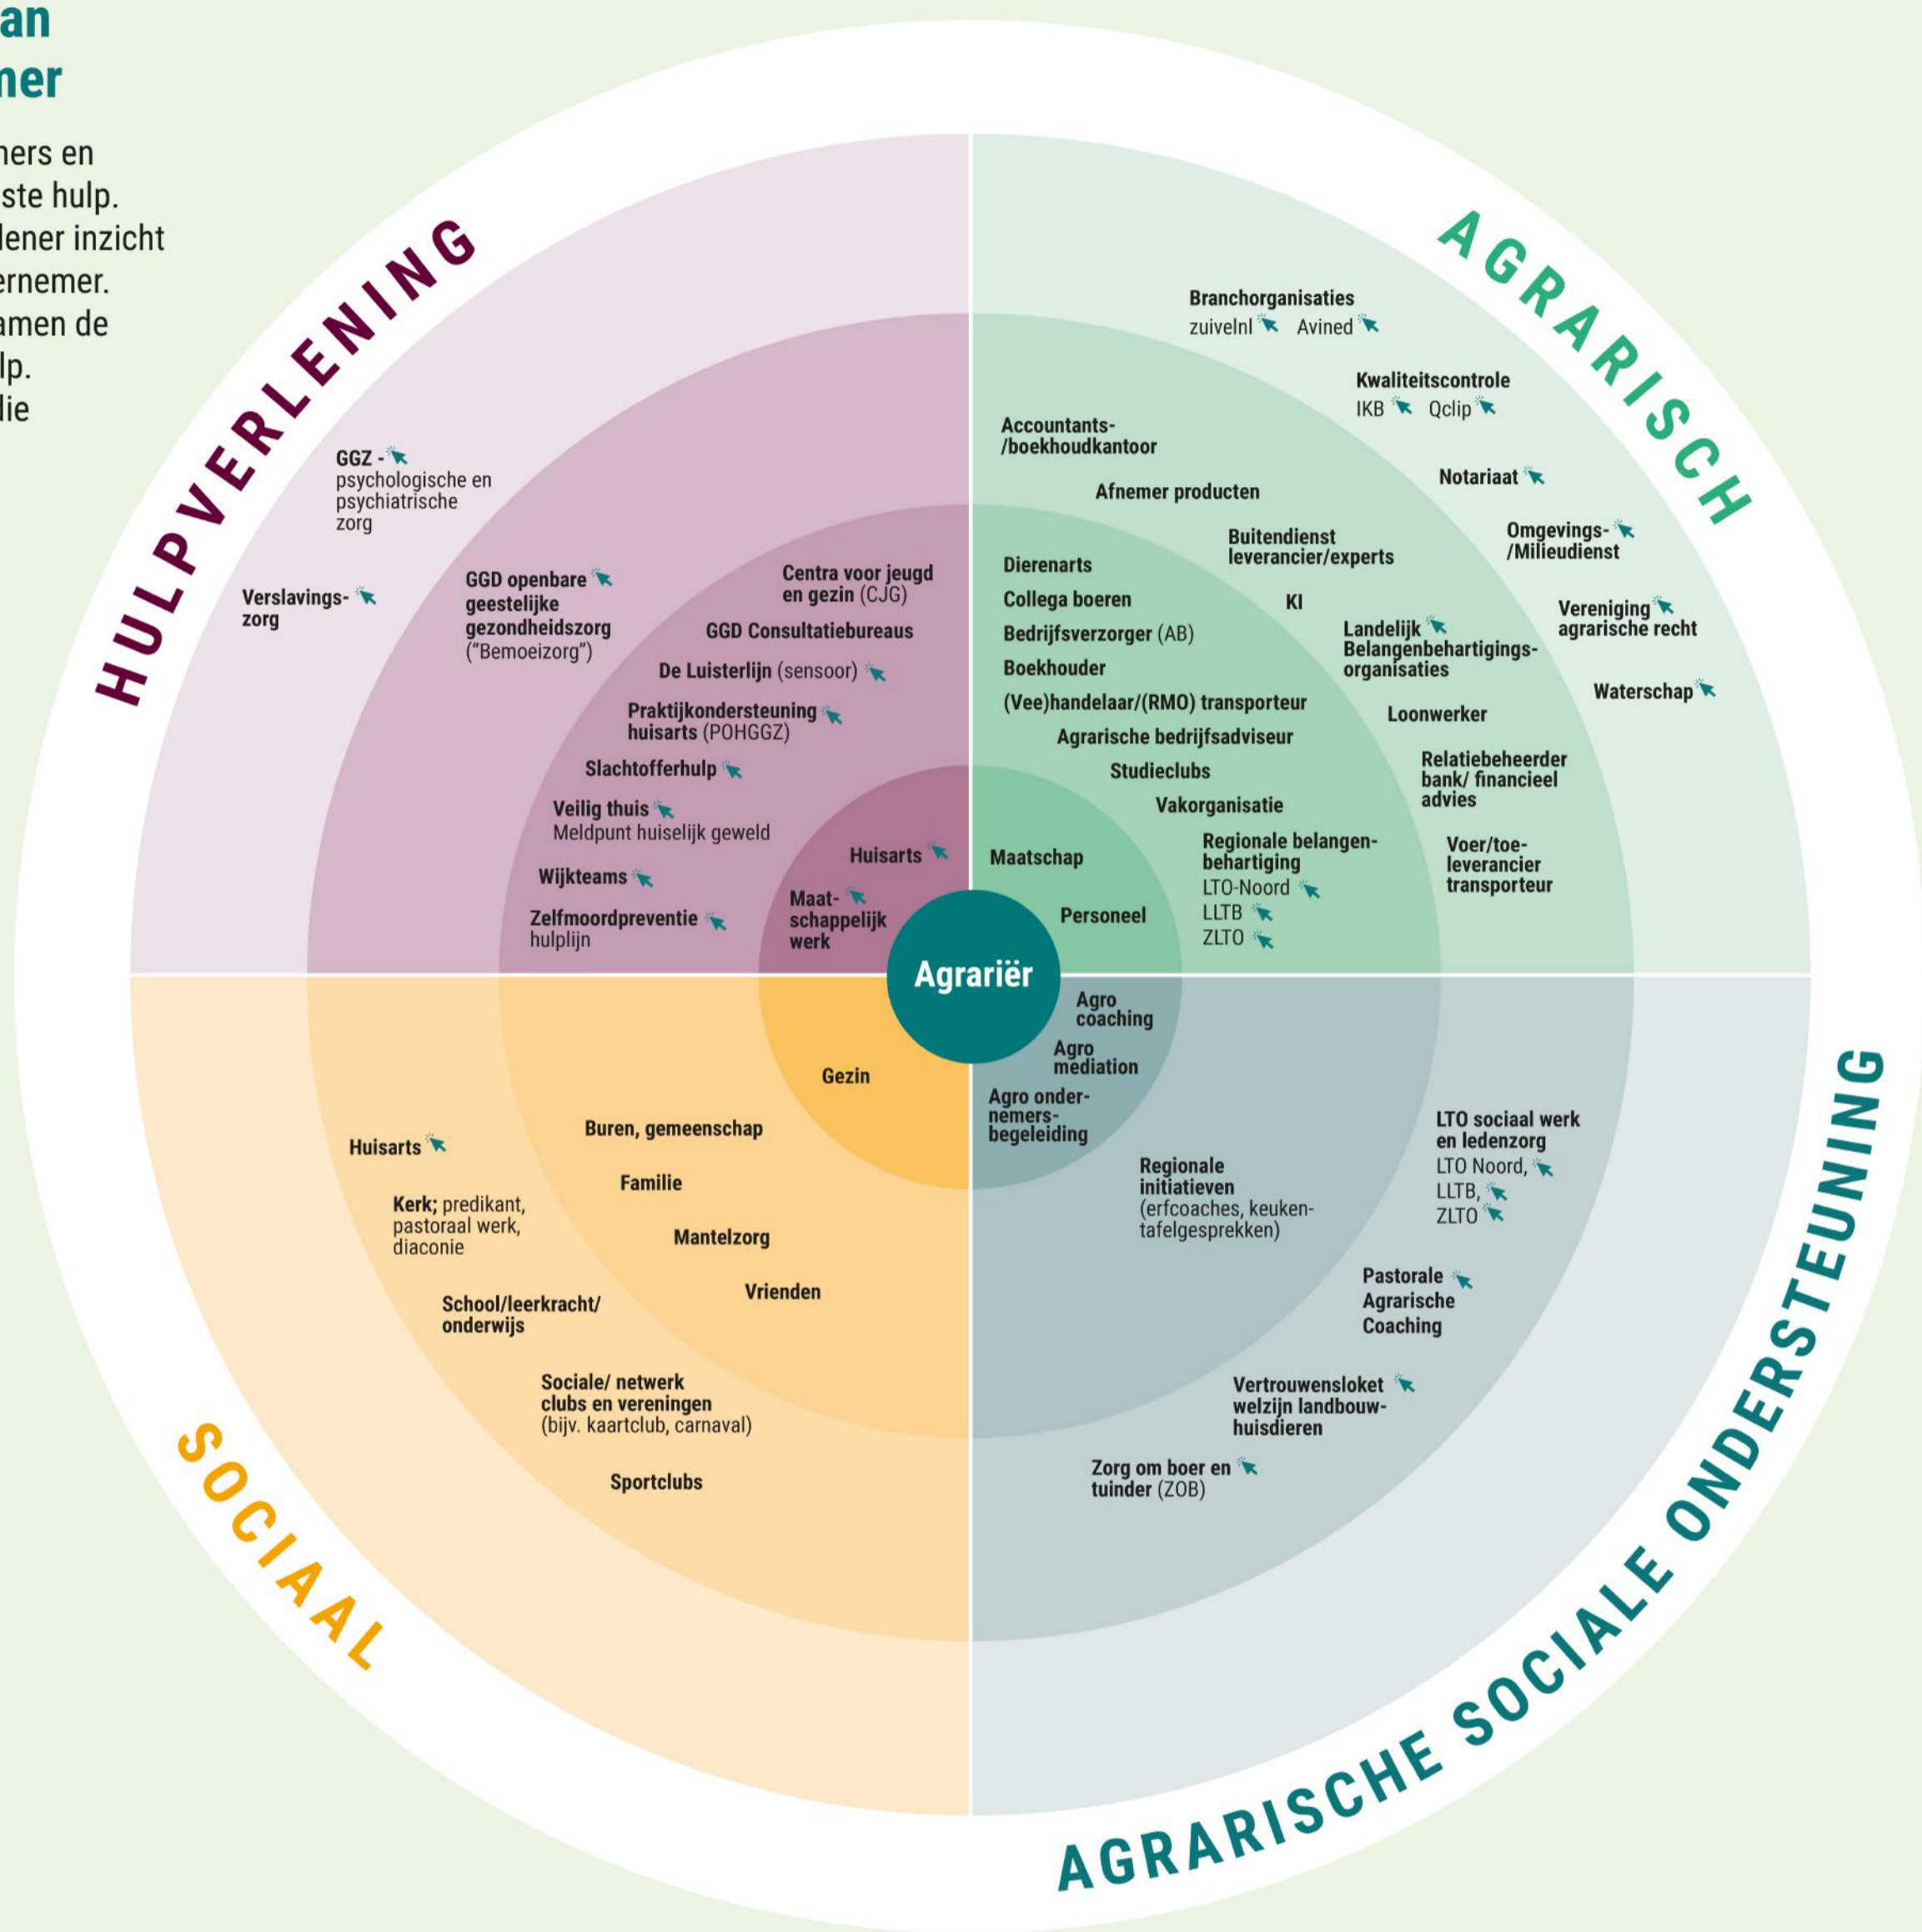 an
mer
ners en
ste hulp.
lener inzicht
ernemer.
amen de
lp.
lie
HULPVERLENING
GGZ -
psychologische en
psychiatrische
zorg
Verslavings-
zorg
GGD openbare
geestelijke
gezondheidszorg
(“Bemoeizorg”)
Centra voor jeugd
en gezin (CJG)
GGD Consultatiebureaus
De Luisterlijn (sensoor)
Praktijkondersteuning
huisarts (POHGGZ)
Slachtofferhulp
Veilig thuis
Meldpunt huiselijk geweld
Wijkteams
Zelfmoordpreventie
hulplijn
Huisarts
Maat-
schappelijk
werk
AGRARISCH
Branchorganisaties
zuivelnl Avined
Kwaliteitscontrole
IKB Qclip
Notariaat
Omgevings-
/Milieudienst
Vereniging
agrarische recht
Waterschap
Accountants-
/boekhoudkantoor
Afnemer producten
Buitendienst
leverancier/experts
KI
Landelijk
Belangenbehartigings-
organisaties
Loonwerker
Relatiebeheerder
bank/ financieel
advies
Voer/toe-
leverancier
transporteur
Dierenarts
Collega boeren
Bedrijfsverzorger (AB)
Boekhouder
(Vee)handelaar/(RMO) transporteur
Agrarische bedrijfsadviseur
Studieclubs
Vakorganisatie
Regionale belangen-
behartiging
LTO-Noord
LLTB
ZLTO
Maatschap
Personeel
Agrariër
Gezin
Buren, gemeenschap
Familie
Mantelzorg
Vrienden
Huisarts
Kerk; predikant,
pastoraal werk,
diaconie
School/leerkracht/
onderwijs
Sociale/ netwerk
clubs en vereningen
(bijv. kaartclub, carnaval)
Sportclubs
SOCIAAL
Agro
coaching
Agro
mediation
Agro onder-
nemers-
begeleiding
Regionale
initiatieven
(erfcoaches, keuken-
tafelgesprekken)
LTO sociaal werk
en ledenzorg
LTO Noord,
LLTB,
ZLTO
Pastorale
Agrarische
Coaching
Vertrouwensloket
welzijn landbouw-
huisdieren
Zorg om boer en
tuinder (ZOB)
AGRARISCHE SOCIALE ONDERSTEUNING